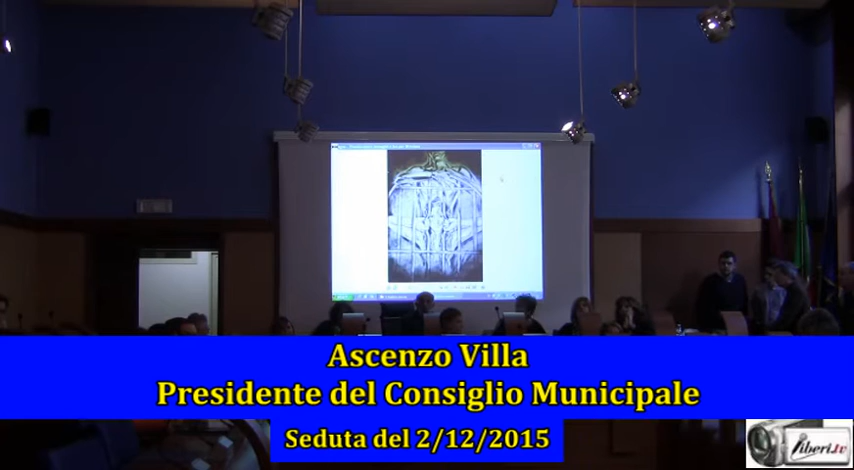 Ascenzo Villa
Presidente del Consiglio Municipale
Seduta del 2/12/2015
liberi.tv